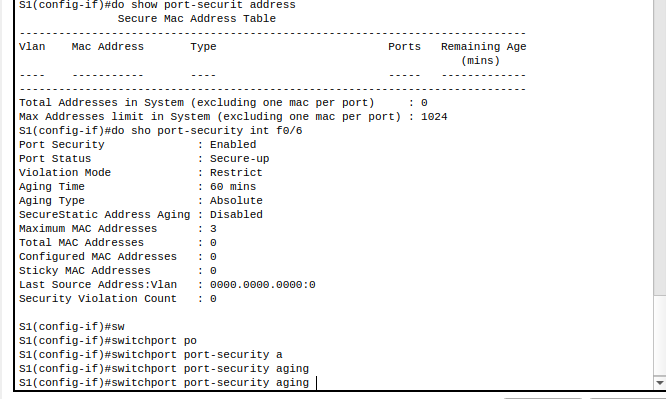 S1(config-if)#do show port-securit address
Secure Mac Address Table
-----------------------------------------------------------------------------
Vlan    Mac Address       Type                          Ports   Remaining Age
(mins)
----    -----------       ----                          -----   -------------
-----------------------------------------------------------------------------
Total Addresses in System (excluding one mac per port)     : 0
Max Addresses limit in System (excluding one mac per port) : 1024
S1(config-if)#do sho port-security int f0/6
Port Security              : Enabled
Port Status                : Secure-up
Violation Mode             : Restrict
Aging Time                 : 60 mins
Aging Type                 : Absolute
SecureStatic Address Aging : Disabled
Maximum MAC Addresses      : 3
Total MAC Addresses        : 0
Configured MAC Addresses   : 0
Sticky MAC Addresses       : 0
Last Source Address:Vlan   : 0000.0000.0000:0
Security Violation Count   : 0
S1(config-if)#sw
S1(config-if)#switchport po
S1(config-if)#switchport port-security a
S1(config-if)#switchport port-security aging
S1(config-if)#switchport port-security aging